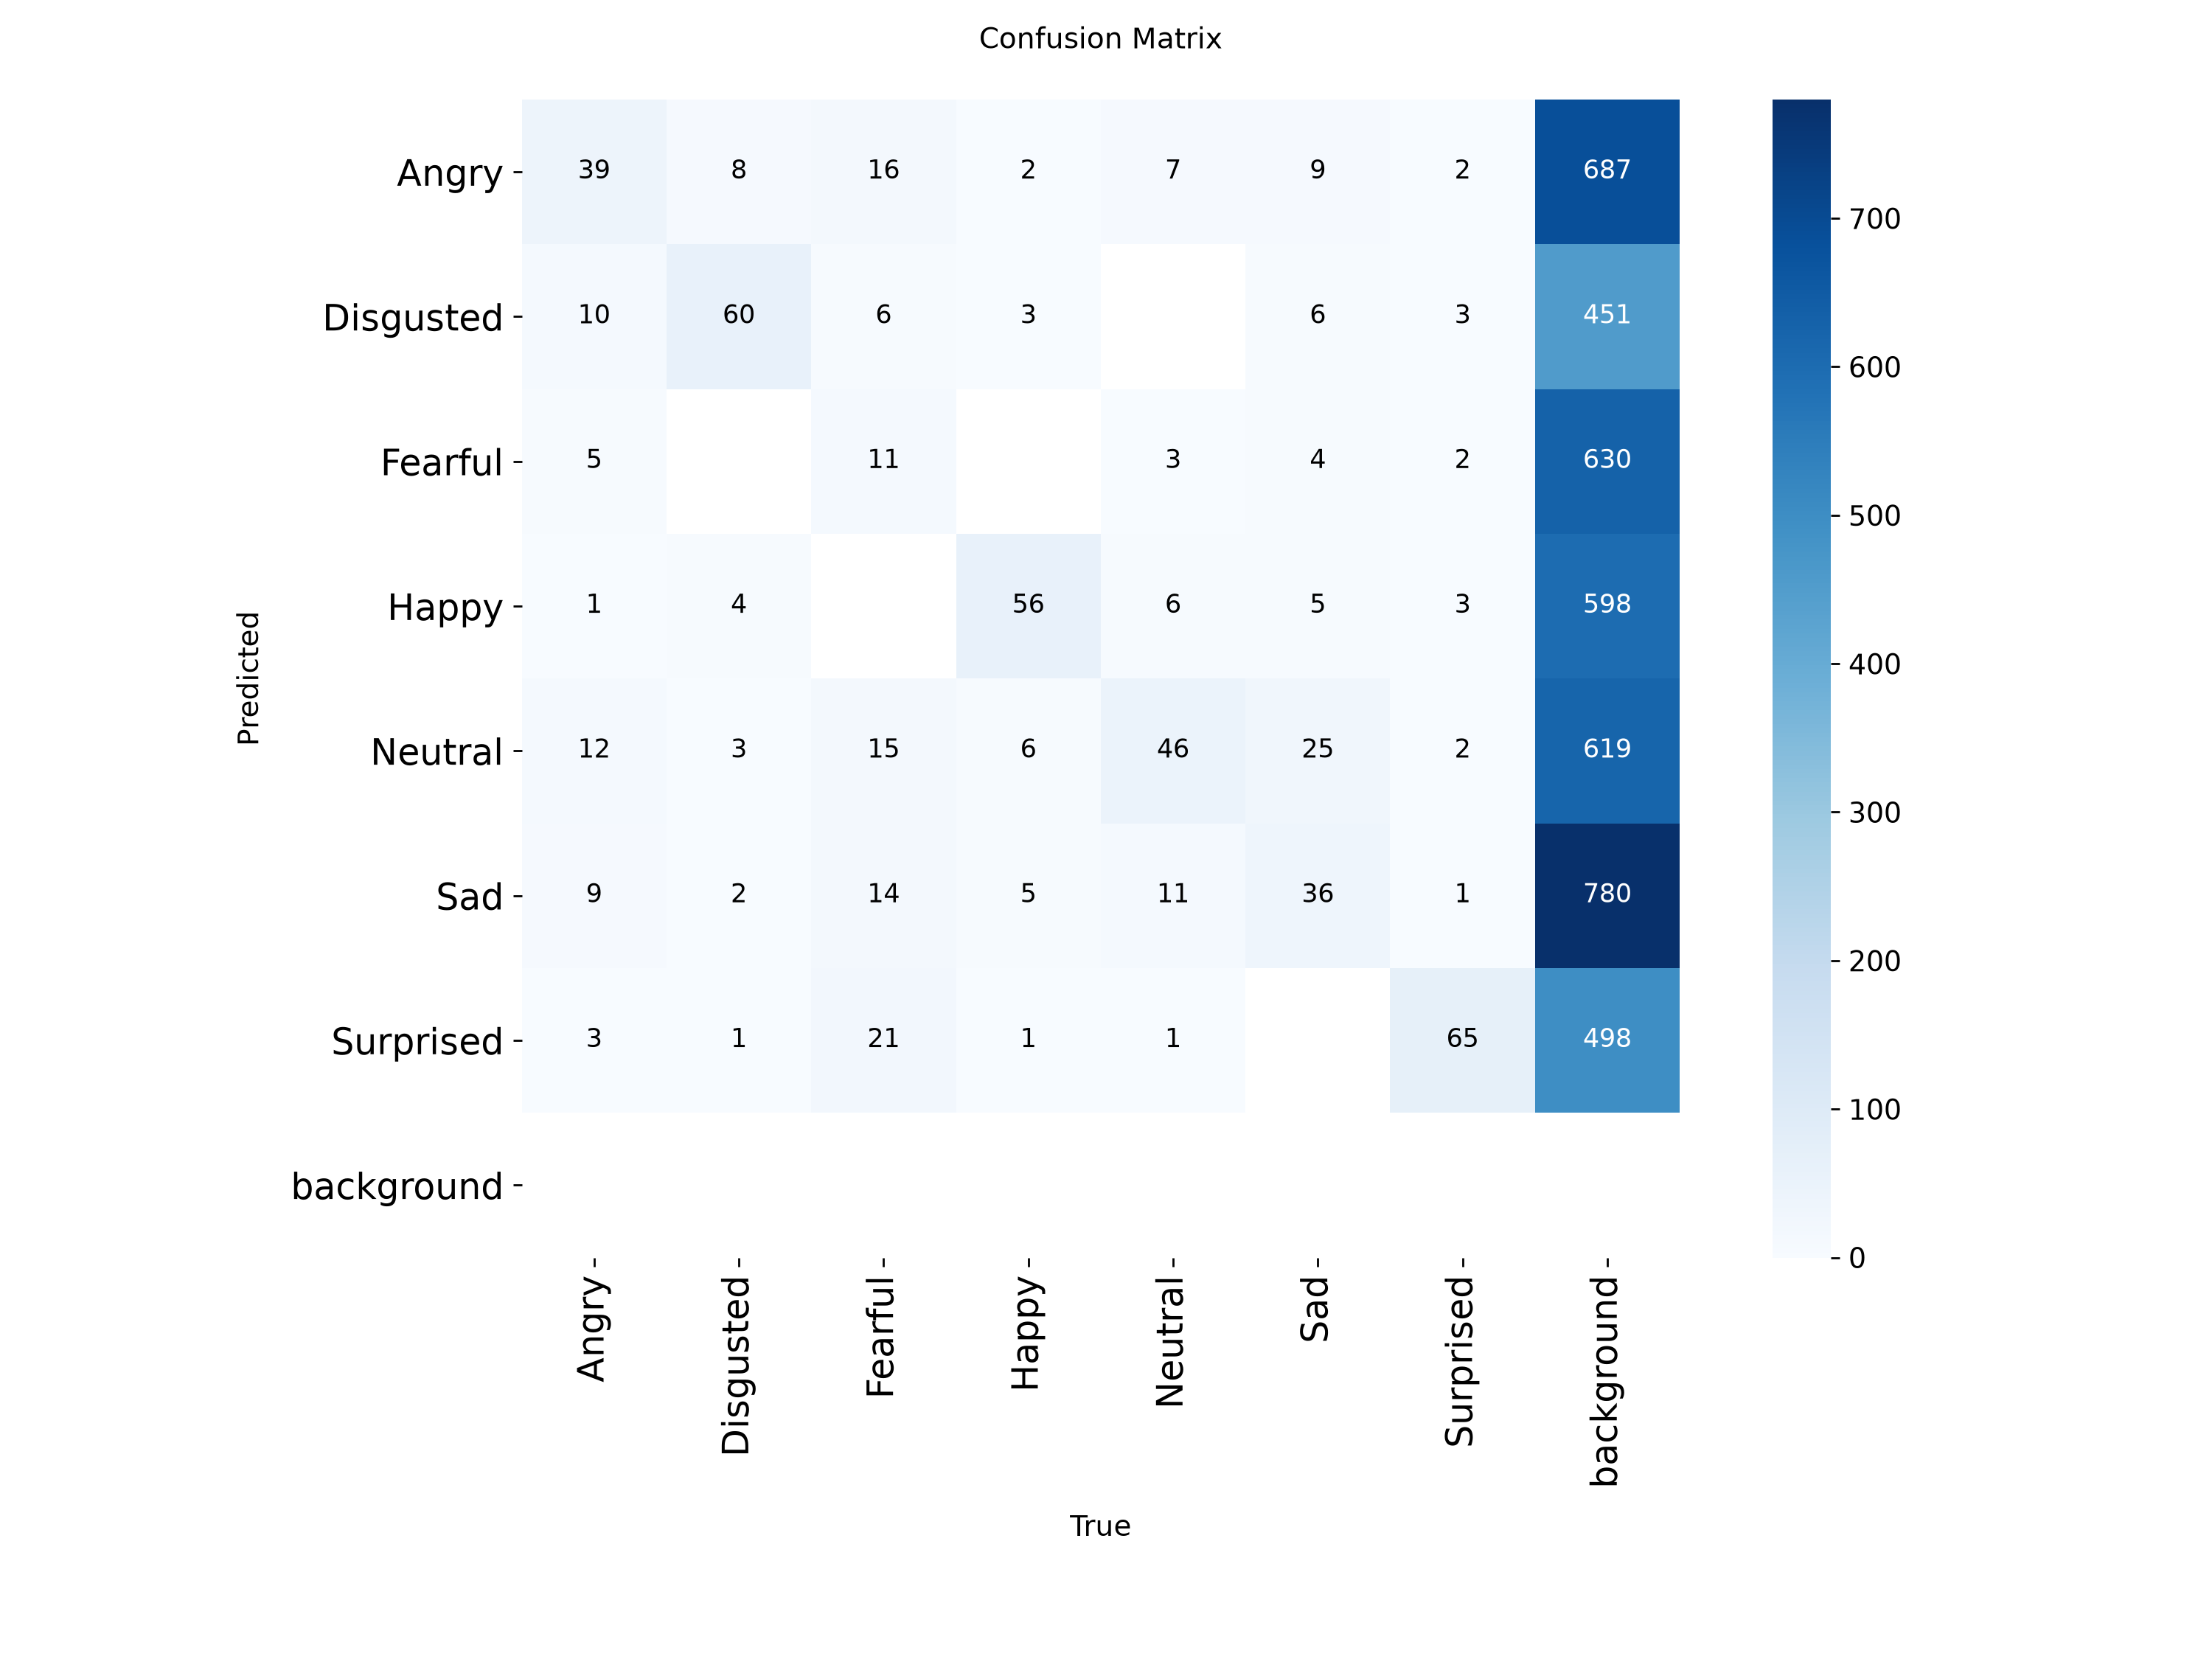 Confusion Matrix
Angry 39 8 16 2 7 9 2 687
Disgusted 10 60 6 3 6 3 451
Fearful 5 11 3 4 2 630
Happy 1 4 56 6 5 3 598
Neutral 12 3 15 6 46 25 2 619
Sad 9 2 14 5 11 36 1 780
Surprised 3 1 21 1 1 65 498
background
Predicted
Angry Disgusted Fearful Happy Neutral Sad Surprised background
True
700
600
500
400
300
200
100
0